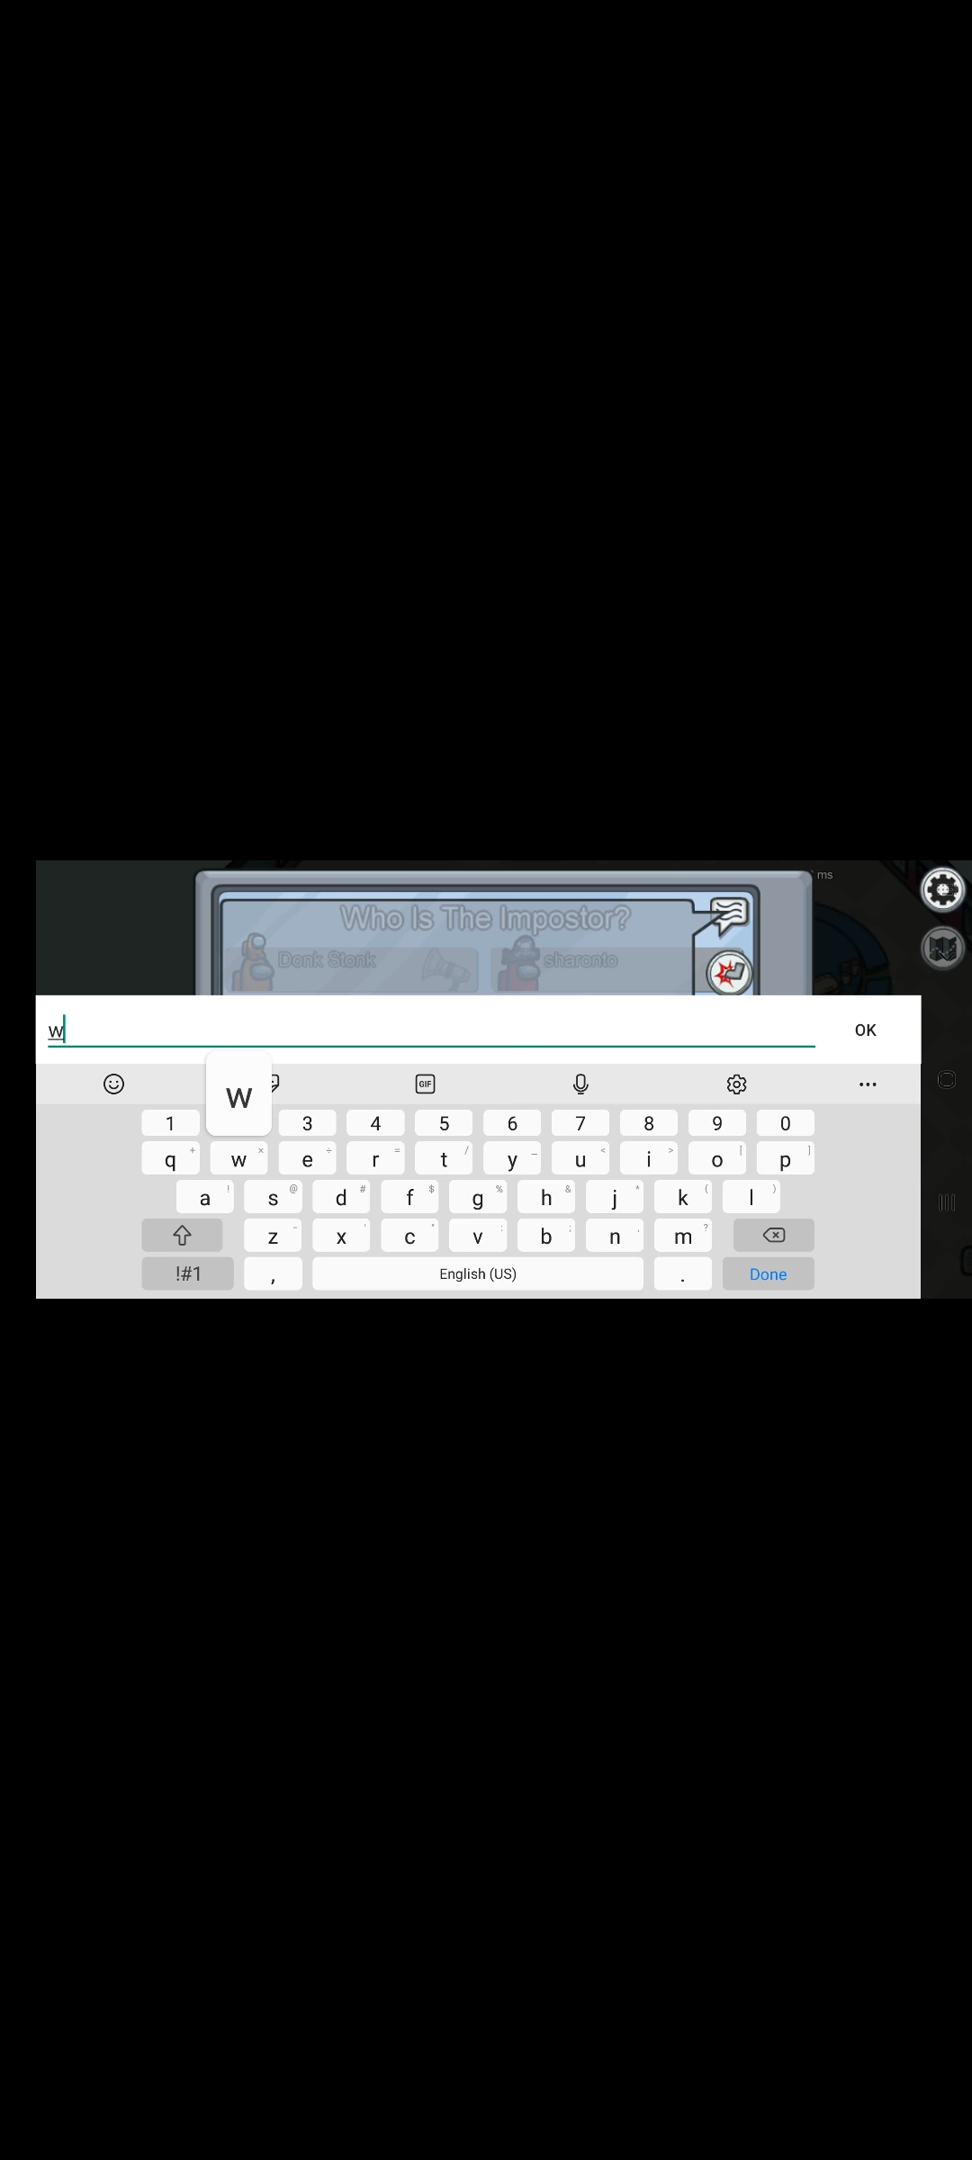 ms
Who Is The Impostor?
Donk Stonk
sharonto
w
OK
w
GIF
1 3 4 5 6 7 8 9 0
q + w × e ÷ r = t / y _ u < i > o [ p ]
a ! s @ d # f $ g % h & j * k ( l )
z - x ' c " v : b ; n , m ?
!#1 , English (US) . Done